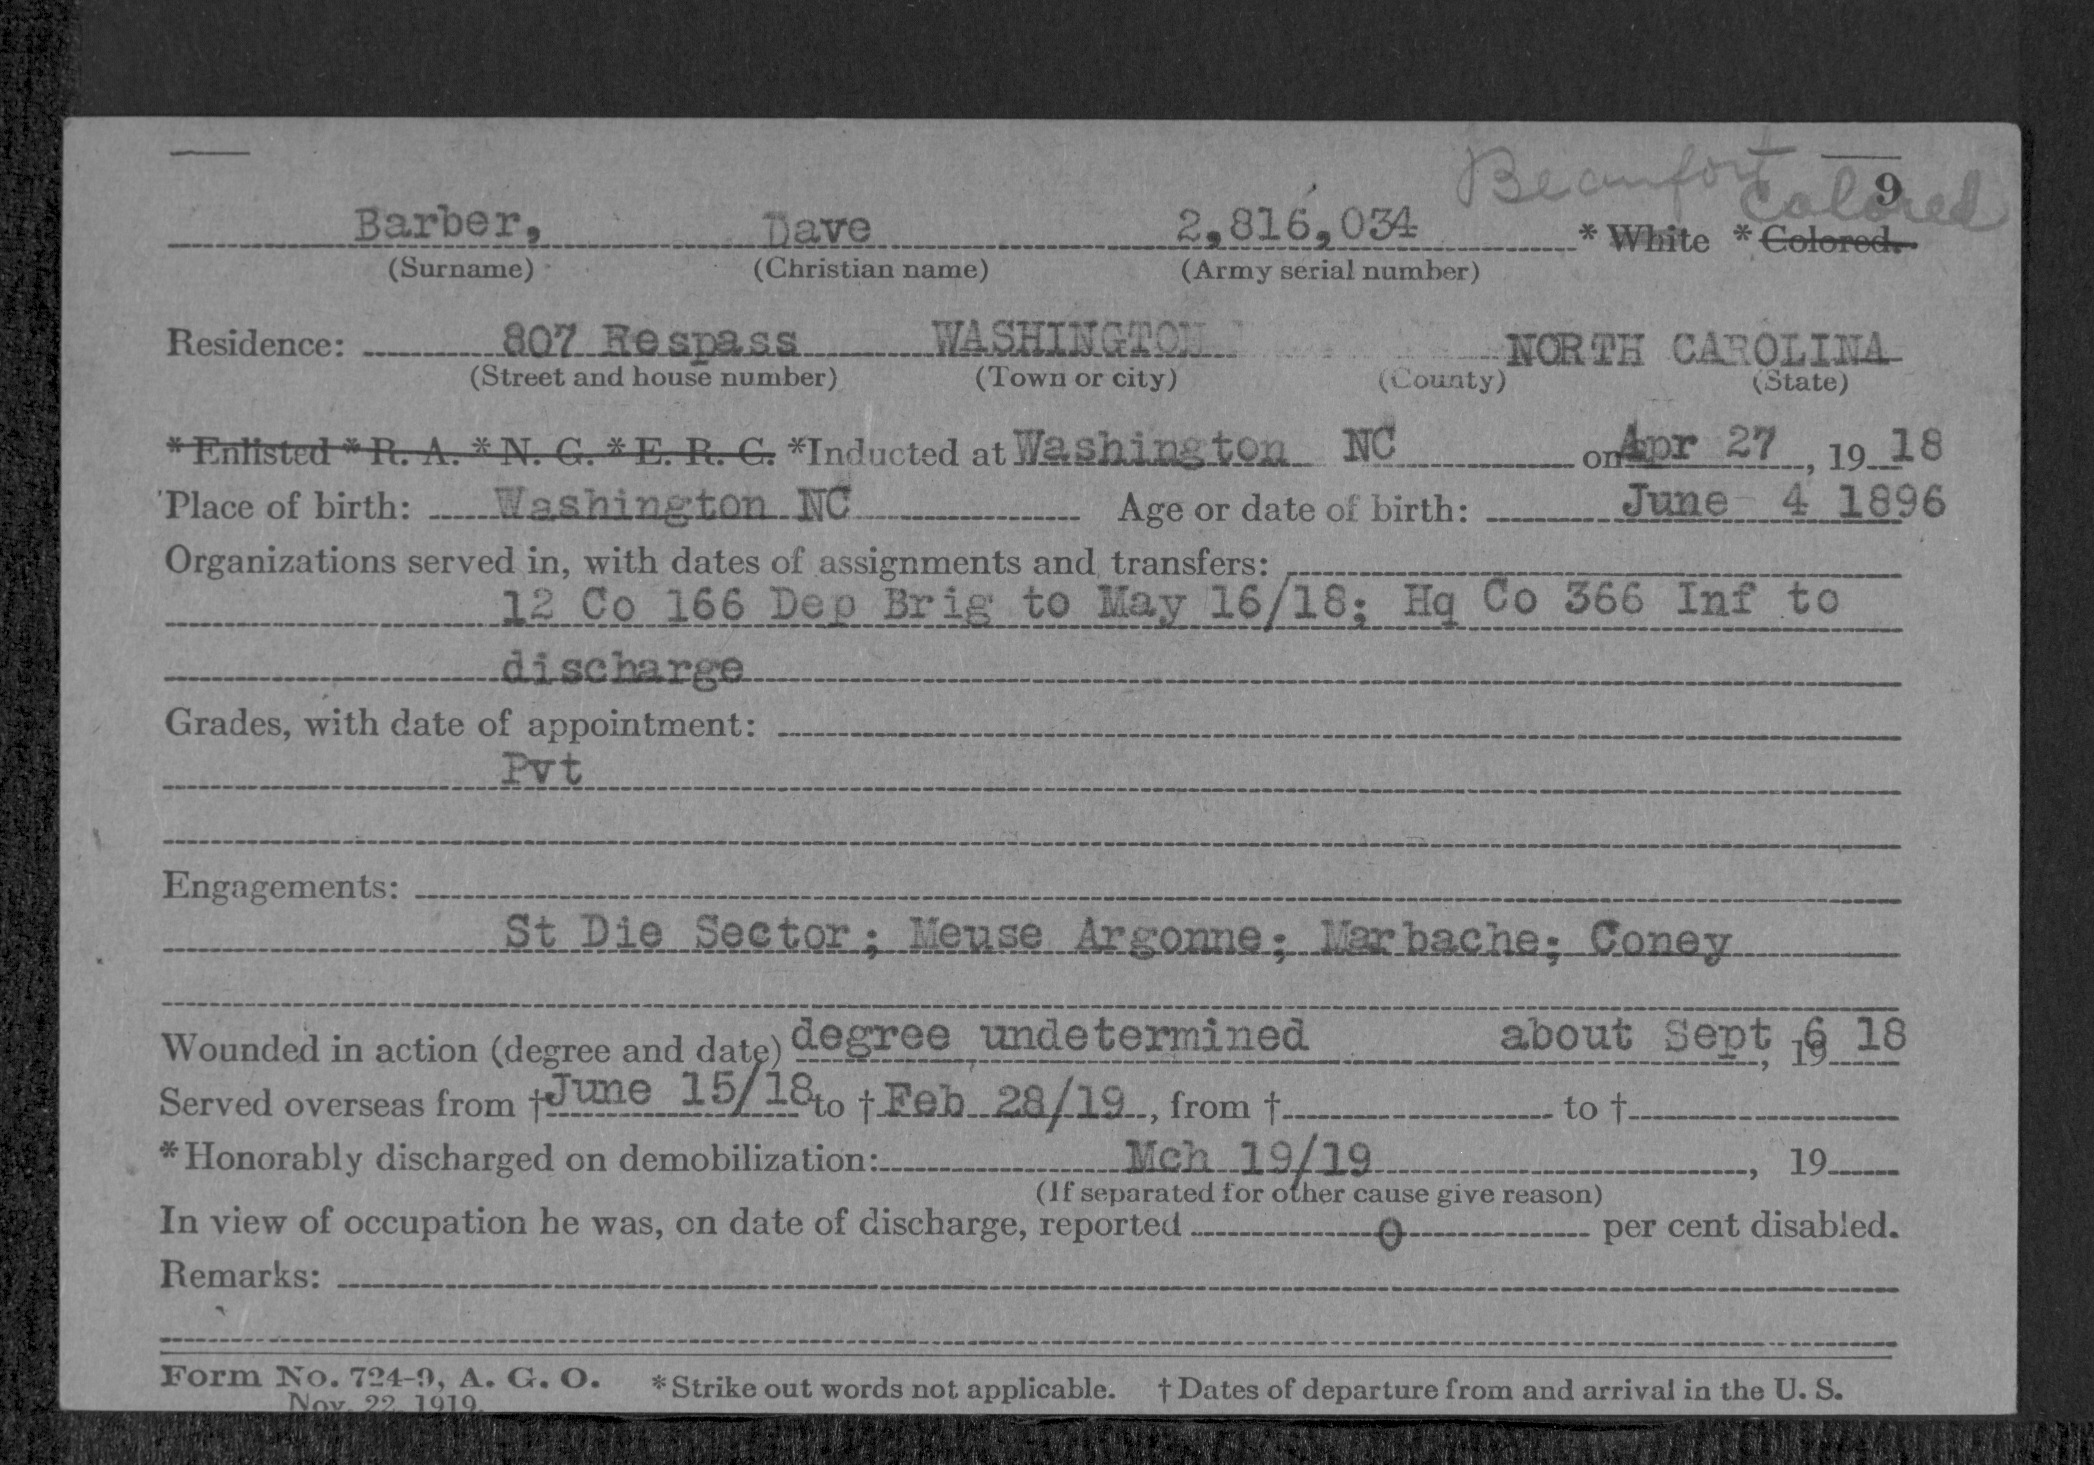 Beaufort
9
Colored
Barber, Dave 2,816,034 * White * Colored.
(Surname) (Christian name) (Army serial number)
Residence: 807 Respass WASHINGTON NORTH CAROLINA
(Street and house number) (Town or city) (County) (State)
* Enlisted * R. A. * N. G. * E. R. C. *Inducted at Washington NC on Apr 27, 19 18
Place of birth: Washington NC Age or date of birth: June 4 1896
Organizations served in, with dates of assignments and transfers:
12 Co 166 Dep Brig to May 16/18; Hq Co 366 Inf to
discharge
Grades, with date of appointment:
Pvt
Engagements:
St Die Sector; Meuse Argonne; Marbache; Coney
Wounded in action (degree and date) degree undetermined about Sept 6, 19 18
Served overseas from † June 15/18 to † Feb 28/19, from † to †
* Honorably discharged on demobilization: Mch 19/19, 19
(If separated for other cause give reason)
In view of occupation he was, on date of discharge, reported 0 per cent disabled.
Remarks:
Form No. 724-9, A. G. O. * Strike out words not applicable. † Dates of departure from and arrival in the U. S.
Nov. 22, 1919.